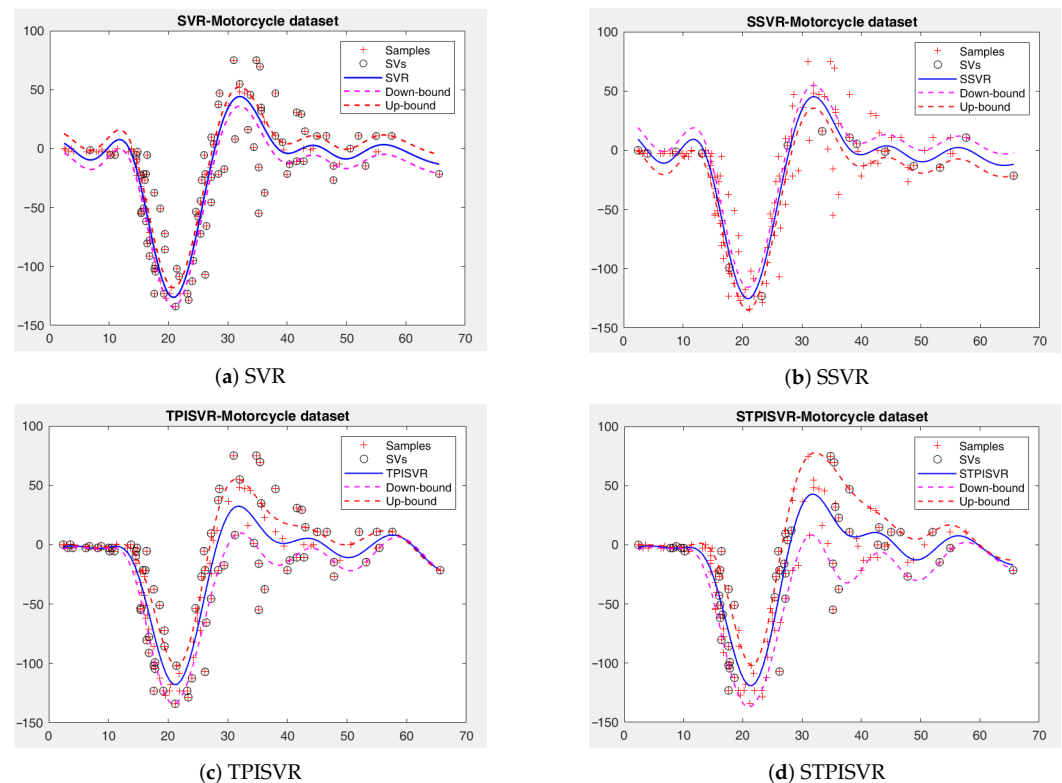 SVR-Motorcycle dataset
100
50
0
−50
−100
−150
0 10 20 30 40 50 60 70
Samples
SVs
SVR
Down-bound
Up-bound
(a) SVR
SSVR-Motorcycle dataset
100
50
0
−50
−100
−150
0 10 20 30 40 50 60 70
Samples
SVs
SSVR
Down-bound
Up-bound
(b) SSVR
TPISVR-Motorcycle dataset
100
50
0
−50
−100
−150
0 10 20 30 40 50 60 70
Samples
SVs
TPISVR
Down-bound
Up-bound
(c) TPISVR
STPISVR-Motorcycle dataset
100
50
0
−50
−100
−150
0 10 20 30 40 50 60 70
Samples
SVs
STPISVR
Down-bound
Up-bound
(d) STPISVR